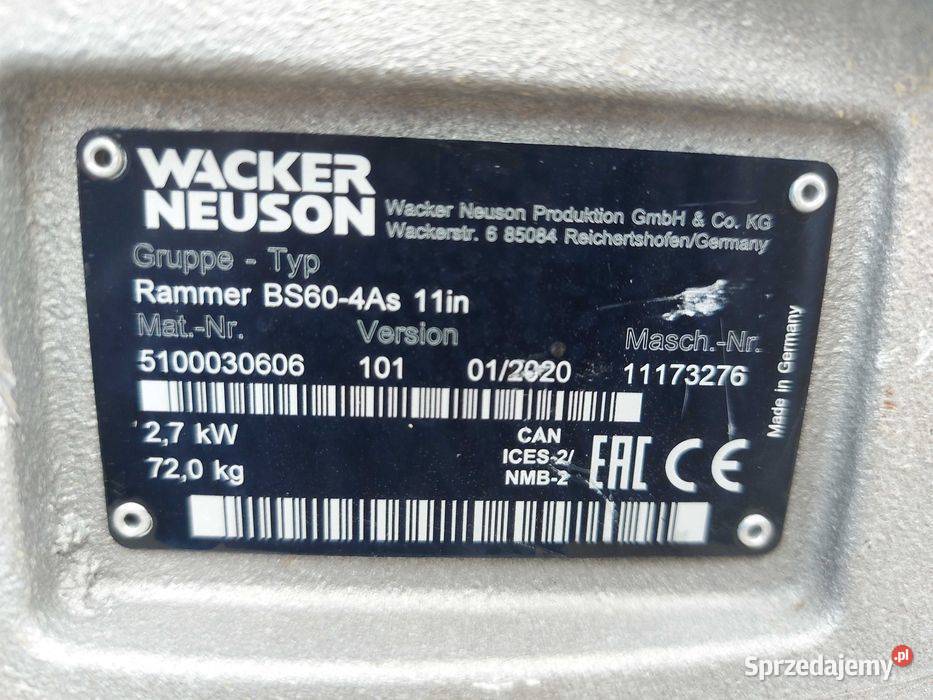 WACKER
NEUSON
Wacker Neuson Produktion GmbH & Co. KG
Wackerstr. 6 85084 Reichertshofen/Germany
Gruppe - Typ
Rammer BS60-4As 11in
Mat.-Nr. Version Masch.-Nr.
5100030606 101 01/2020 11173276
2,7 kW
72,0 kg
CAN
ICES-2/
NMB-2
EAC CE
Made in Germany
Sprzedajemy.pl